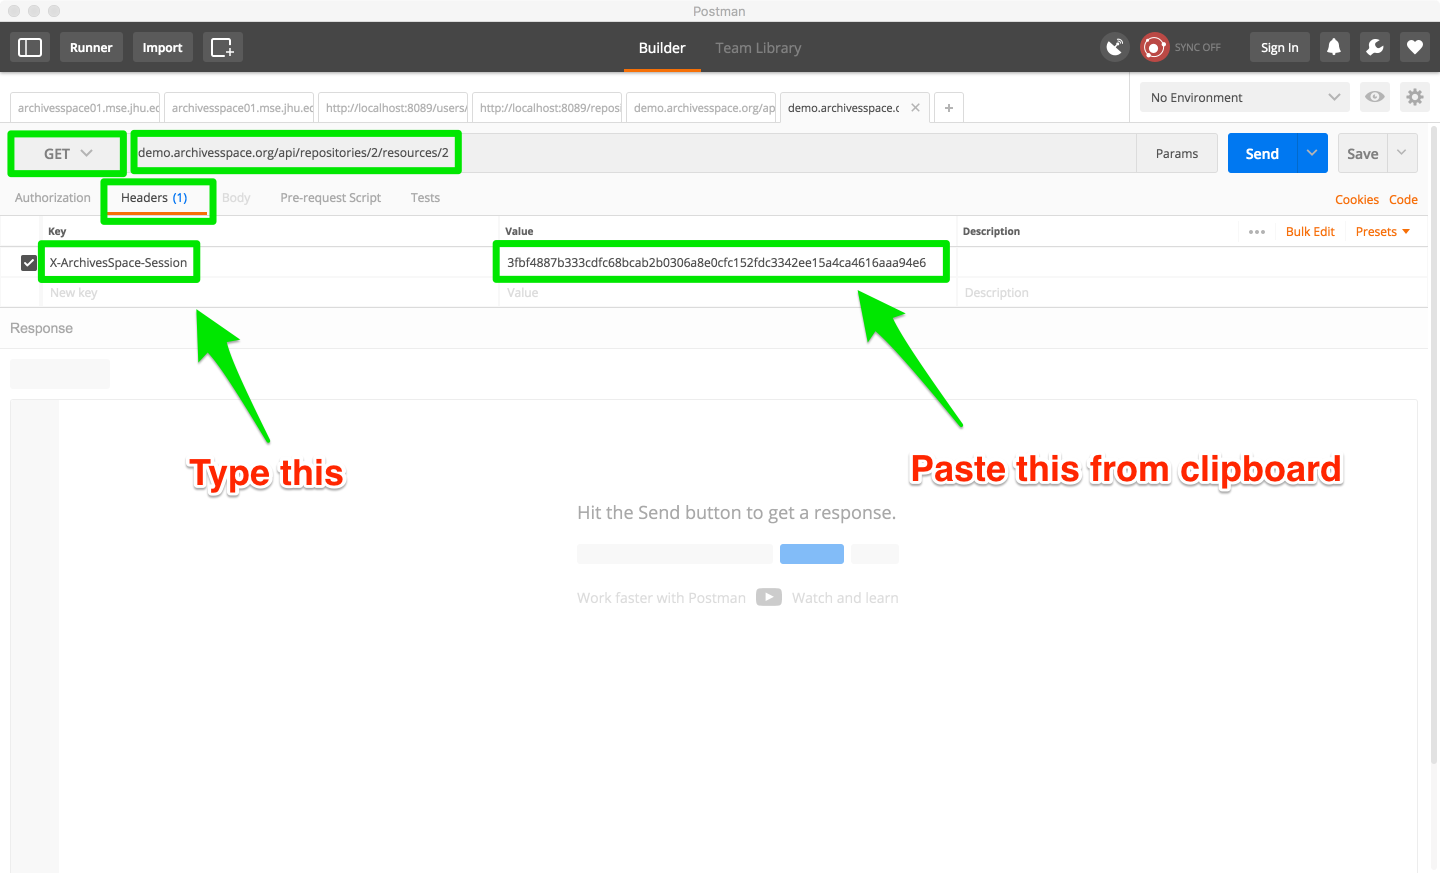 Postman
Runner
Import
Builder
Team Library
SYNC OFF
Sign In
archivesspace01.mse.jhu.ec
archivesspace01.mse.jhu.ec
http://localhost:8089/users/
http://localhost:8089/repos
demo.archivesspace.org/ap
demo.archivesspace.c
No Environment
GET
demo.archivesspace.org/api/repositories/2/resources/2
Params
Send
Save
Authorization
Headers (1)
Body
Pre-request Script
Tests
Cookies
Code
Key
Value
Description
Bulk Edit
Presets
X-ArchivesSpace-Session
3fbf4887b333cdfc68bcab2b0306a8e0cfc152fdc3342ee15a4ca4616aaa94e6
New key
Value
Description
Response
Type this
Paste this from clipboard
Hit the Send button to get a response.
Work faster with Postman
Watch and learn